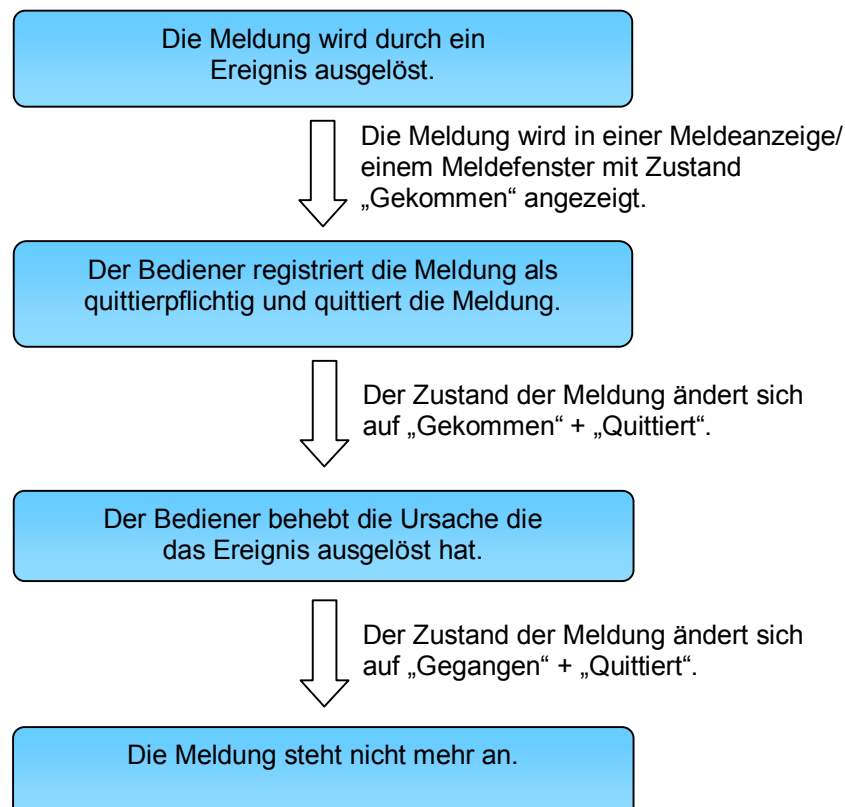 Die Meldung wird durch ein
Ereignis ausgelöst.
Die Meldung wird in einer Meldeanzeige/
einem Meldefenster mit Zustand
„Gekommen“ angezeigt.
Der Bediener registriert die Meldung als
quittierpflichtig und quittiert die Meldung.
Der Zustand der Meldung ändert sich
auf „Gekommen“ + „Quittiert“.
Der Bediener behebt die Ursache die
das Ereignis ausgelöst hat.
Der Zustand der Meldung ändert sich
auf „Gegangen“ + „Quittiert“.
Die Meldung steht nicht mehr an.